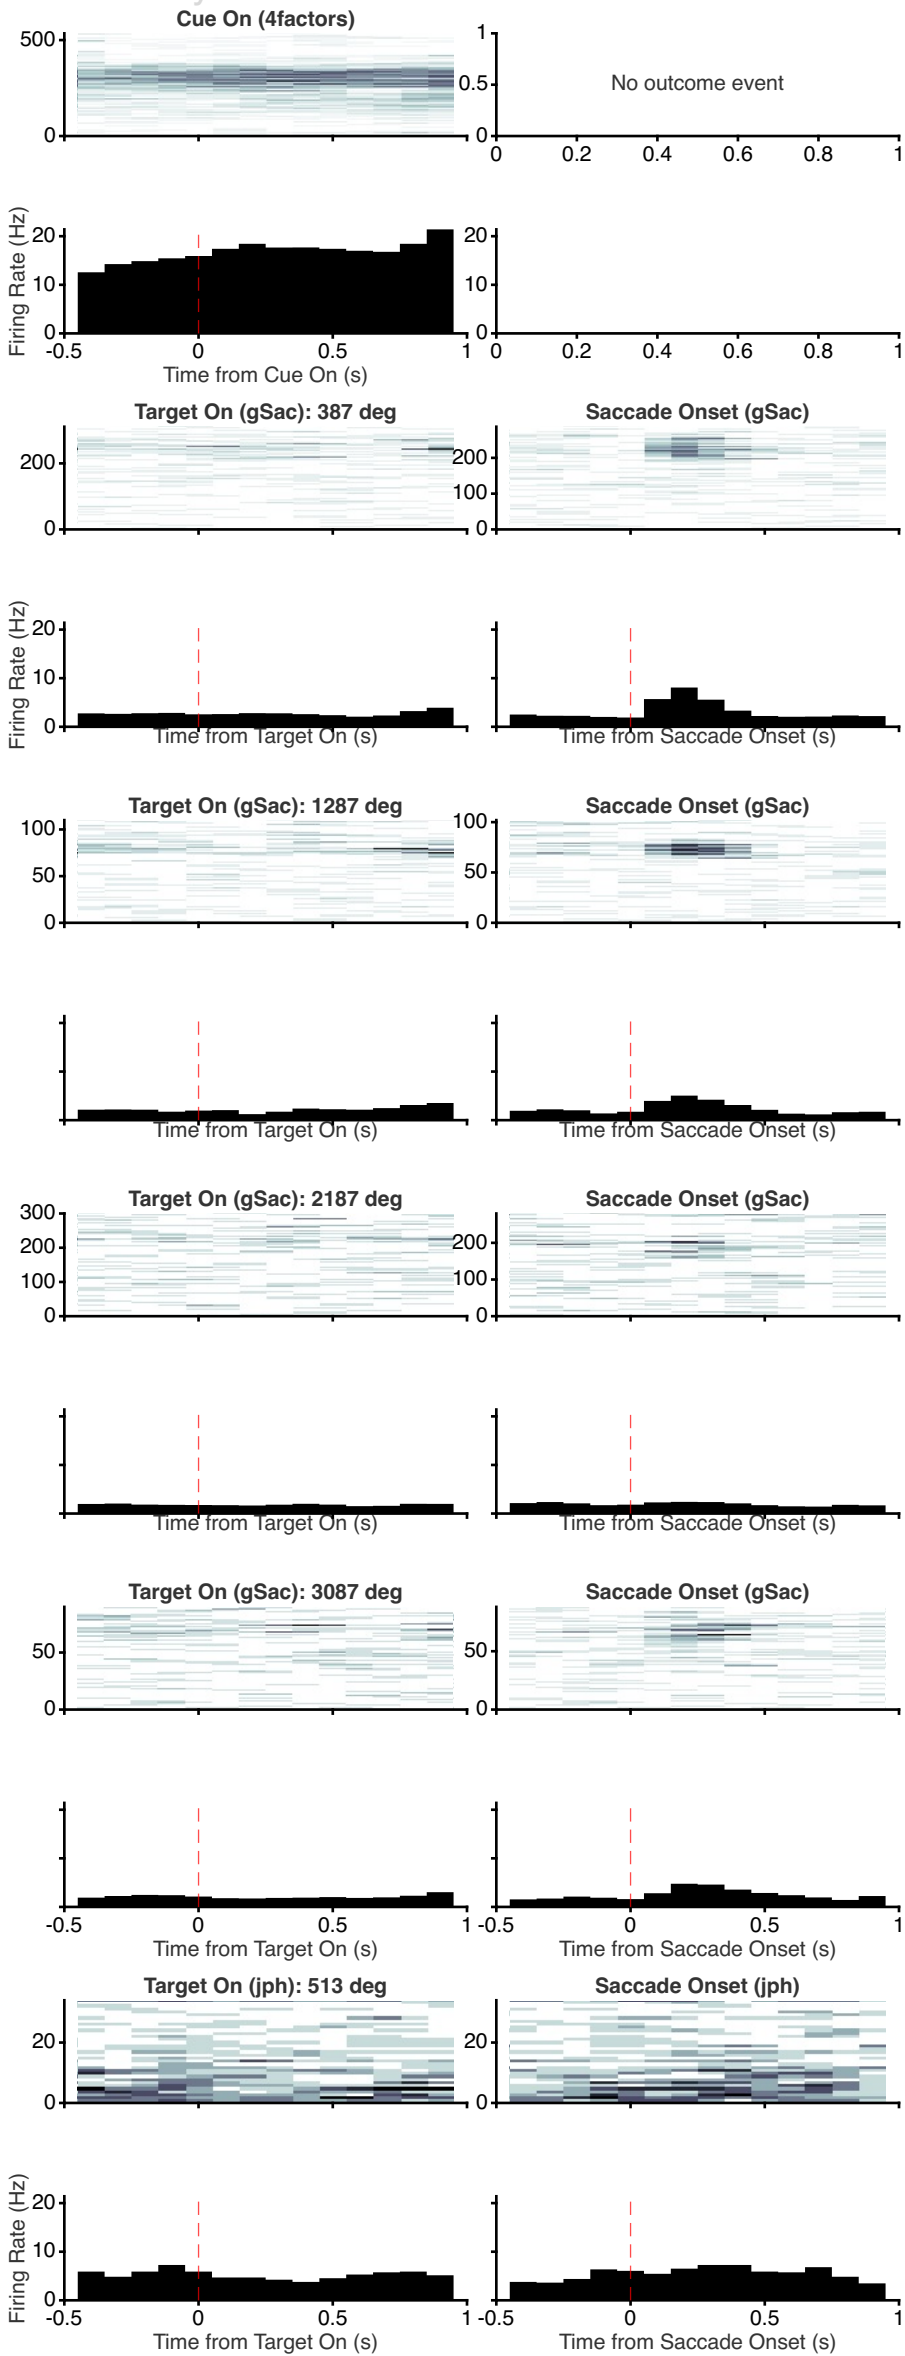 Cue On (4factors)
500
0
1
0.5
0
No outcome event
0 0.2 0.4 0.6 0.8 1
Firing Rate (Hz)
20
10
0
-0.5 0 0.5 1
Time from Cue On (s)
20
10
0
0 0.2 0.4 0.6 0.8 1
Target On (gSac): 387 deg
200
0
Saccade Onset (gSac)
200
100
0
Firing Rate (Hz)
20
10
0
Time from Target On (s)
Time from Saccade Onset (s)
Target On (gSac): 1287 deg
100
50
0
Saccade Onset (gSac)
100
50
0
Time from Target On (s)
Time from Saccade Onset (s)
Target On (gSac): 2187 deg
300
200
100
0
Saccade Onset (gSac)
200
100
0
Time from Target On (s)
Time from Saccade Onset (s)
Target On (gSac): 3087 deg
50
0
Saccade Onset (gSac)
50
0
-0.5 0 0.5 1
Time from Target On (s)
-0.5 0 0.5 1
Time from Saccade Onset (s)
Target On (jph): 513 deg
20
0
Saccade Onset (jph)
20
0
Firing Rate (Hz)
20
10
0
-0.5 0 0.5 1
Time from Target On (s)
-0.5 0 0.5 1
Time from Saccade Onset (s)